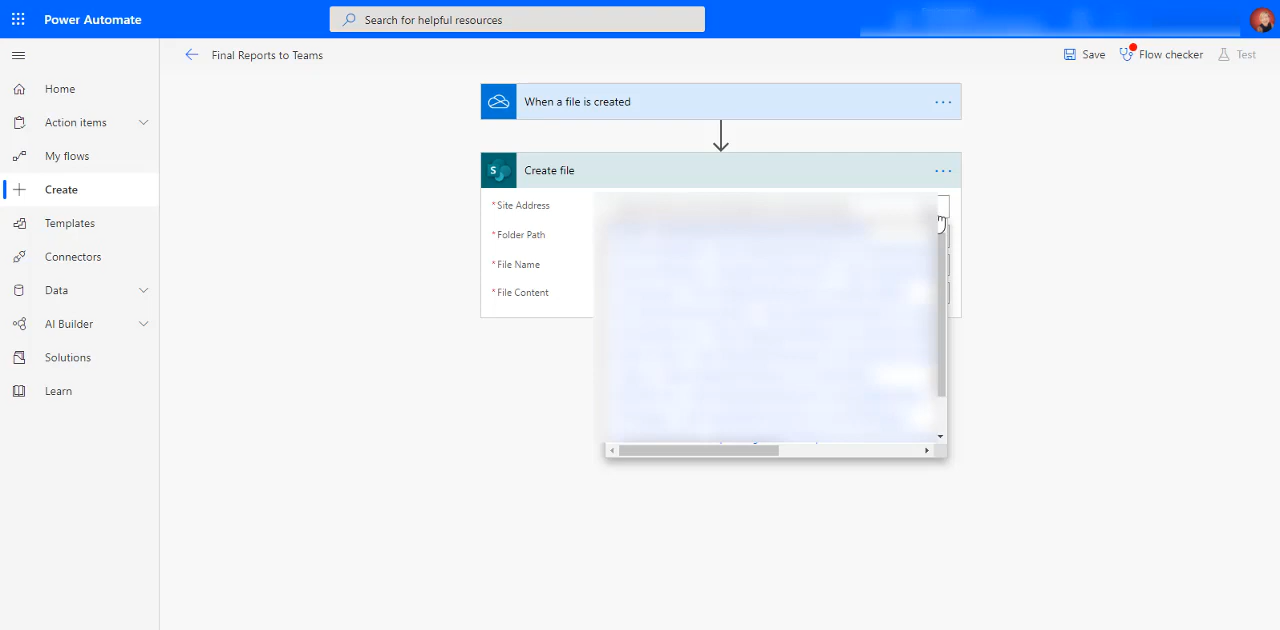 Power Automate
Search for helpful resources
Final Reports to Teams
Save
Flow checker
Test
Home
Action items
My flows
Create
Templates
Connectors
Data
AI Builder
Solutions
Learn
When a file is created
S
Create file
*Site Address
*Folder Path
*File Name
*File Content